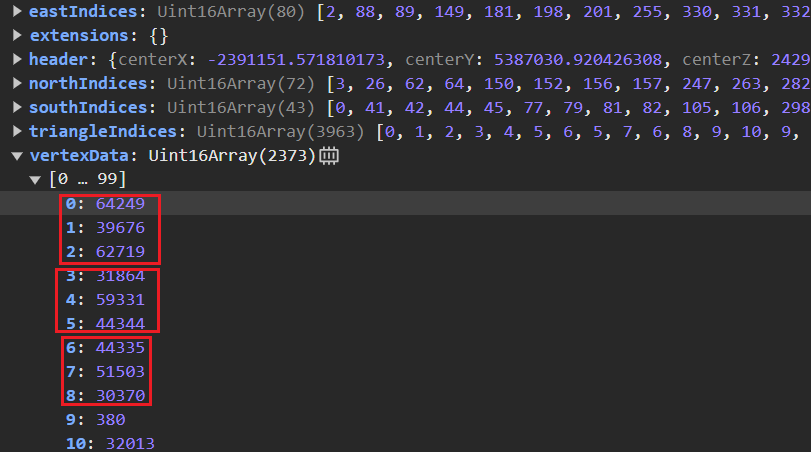 eastIndices: Uint16Array(80) [2, 88, 89, 149, 181, 198, 201, 255, 330, 331, 332
extensions: {}
header: {centerX: -2391151.571810173, centerY: 5387030.920426308, centerZ: 2429
northIndices: Uint16Array(72) [3, 26, 62, 64, 150, 152, 156, 157, 247, 263, 282
southIndices: Uint16Array(43) [0, 41, 42, 44, 45, 77, 79, 81, 82, 105, 106, 298
triangleIndices: Uint16Array(3963) [0, 1, 2, 3, 4, 5, 6, 5, 7, 6, 8, 9, 10, 9,
vertexData: Uint16Array(2373)
[0 … 99]
0: 64249
1: 39676
2: 62719
3: 31864
4: 59331
5: 44344
6: 44335
7: 51503
8: 30370
9: 380
10: 32013